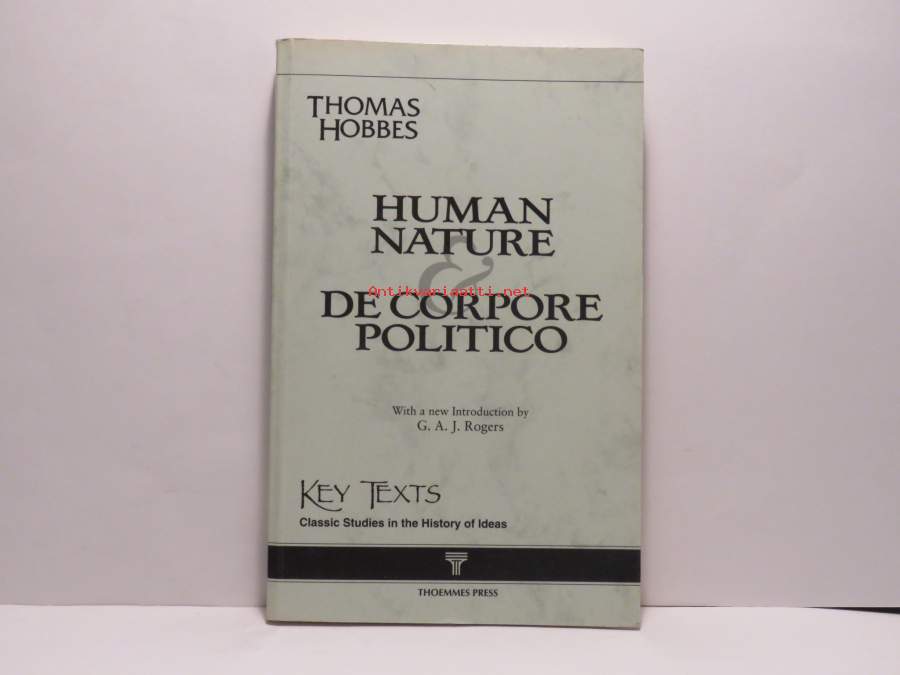 THOMAS
HOBBES
HUMAN
NATURE
&
Antikvariaatti.net
DE CORPORE
POLITICO
With a new Introduction by
G. A. J. Rogers
KEY TEXTS
Classic Studies in the History of Ideas
THOEMMES PRESS